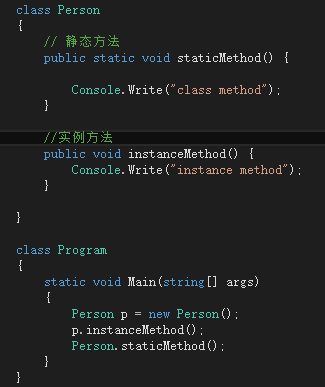 class Person
{
// 静态方法
public static void staticMethod() {
Console.Write("class method");
}
//实例方法
public void instanceMethod() {
Console.Write("instance method");
}
}
class Program
{
static void Main(string[] args)
{
Person p = new Person();
p.instanceMethod();
Person.staticMethod();
}
}